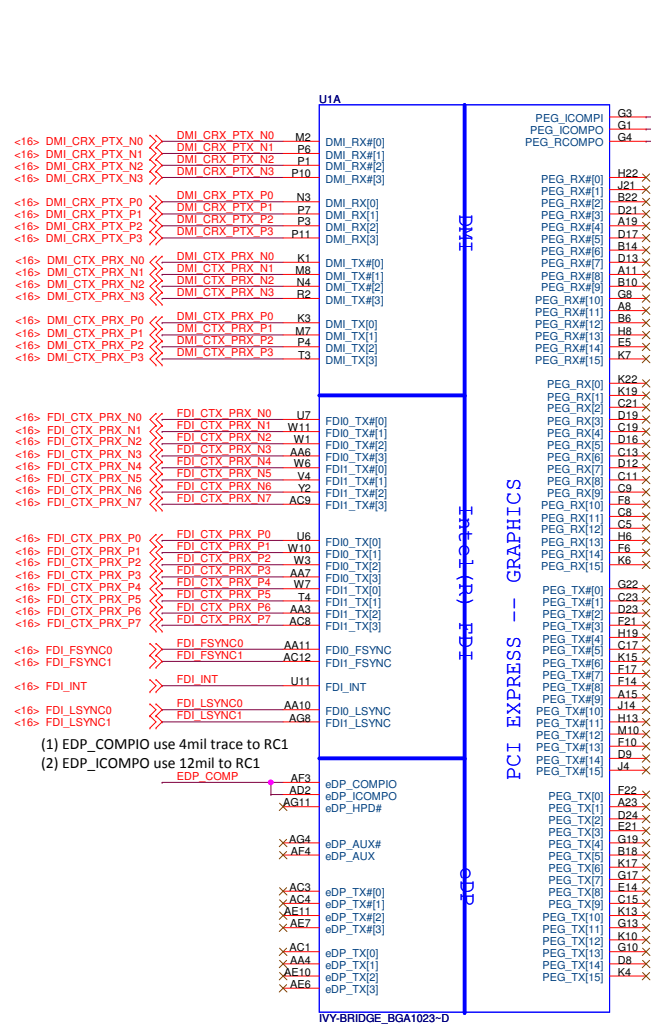 U1A
<16> DMI_CRX_PTX_N0 DMI_CRX_PTX_N0 M2 DMI_RX#[0]
<16> DMI_CRX_PTX_N1 DMI_CRX_PTX_N1 P6 DMI_RX#[1]
<16> DMI_CRX_PTX_N2 DMI_CRX_PTX_N2 P1 DMI_RX#[2]
<16> DMI_CRX_PTX_N3 DMI_CRX_PTX_N3 P10 DMI_RX#[3]
<16> DMI_CRX_PTX_P0 DMI_CRX_PTX_P0 N3 DMI_RX[0]
<16> DMI_CRX_PTX_P1 DMI_CRX_PTX_P1 P7 DMI_RX[1]
<16> DMI_CRX_PTX_P2 DMI_CRX_PTX_P2 P3 DMI_RX[2]
<16> DMI_CRX_PTX_P3 DMI_CRX_PTX_P3 P11 DMI_RX[3]
<16> DMI_CTX_PRX_N0 DMI_CTX_PRX_N0 K1 DMI_TX#[0]
<16> DMI_CTX_PRX_N1 DMI_CTX_PRX_N1 M8 DMI_TX#[1]
<16> DMI_CTX_PRX_N2 DMI_CTX_PRX_N2 N4 DMI_TX#[2]
<16> DMI_CTX_PRX_N3 DMI_CTX_PRX_N3 R2 DMI_TX#[3]
<16> DMI_CTX_PRX_P0 DMI_CTX_PRX_P0 K3 DMI_TX[0]
<16> DMI_CTX_PRX_P1 DMI_CTX_PRX_P1 M7 DMI_TX[1]
<16> DMI_CTX_PRX_P2 DMI_CTX_PRX_P2 P4 DMI_TX[2]
<16> DMI_CTX_PRX_P3 DMI_CTX_PRX_P3 T3 DMI_TX[3]
DMI
<16> FDI_CTX_PRX_N0 FDI_CTX_PRX_N0 U7 FDI0_TX#[0]
<16> FDI_CTX_PRX_N1 FDI_CTX_PRX_N1 W11 FDI0_TX#[1]
<16> FDI_CTX_PRX_N2 FDI_CTX_PRX_N2 W1 FDI0_TX#[2]
<16> FDI_CTX_PRX_N3 FDI_CTX_PRX_N3 AA6 FDI0_TX#[3]
<16> FDI_CTX_PRX_N4 FDI_CTX_PRX_N4 W6 FDI1_TX#[0]
<16> FDI_CTX_PRX_N5 FDI_CTX_PRX_N5 V4 FDI1_TX#[1]
<16> FDI_CTX_PRX_N6 FDI_CTX_PRX_N6 Y2 FDI1_TX#[2]
<16> FDI_CTX_PRX_N7 FDI_CTX_PRX_N7 AC9 FDI1_TX#[3]
<16> FDI_CTX_PRX_P0 FDI_CTX_PRX_P0 U6 FDI0_TX[0]
<16> FDI_CTX_PRX_P1 FDI_CTX_PRX_P1 W10 FDI0_TX[1]
<16> FDI_CTX_PRX_P2 FDI_CTX_PRX_P2 W3 FDI0_TX[2]
<16> FDI_CTX_PRX_P3 FDI_CTX_PRX_P3 AA7 FDI0_TX[3]
<16> FDI_CTX_PRX_P4 FDI_CTX_PRX_P4 W7 FDI1_TX[0]
<16> FDI_CTX_PRX_P5 FDI_CTX_PRX_P5 T4 FDI1_TX[1]
<16> FDI_CTX_PRX_P6 FDI_CTX_PRX_P6 AA3 FDI1_TX[2]
<16> FDI_CTX_PRX_P7 FDI_CTX_PRX_P7 AC8 FDI1_TX[3]
<16> FDI_FSYNC0 FDI_FSYNC0 AA11 FDI0_FSYNC
<16> FDI_FSYNC1 FDI_FSYNC1 AC12 FDI1_FSYNC
<16> FDI_INT FDI_INT U11 FDI_INT
<16> FDI_LSYNC0 FDI_LSYNC0 AA10 FDI0_LSYNC
<16> FDI_LSYNC1 FDI_LSYNC1 AG8 FDI1_LSYNC
Intel(R) FDI
(1) EDP_COMPIO use 4mil trace to RC1
(2) EDP_ICOMPO use 12mil to RC1
EDP_COMP AF3 eDP_COMPIO
AD2 eDP_ICOMPO
AG11 eDP_HPD#
AG4 eDP_AUX#
AF4 eDP_AUX
AC3 eDP_TX#[0]
AC4 eDP_TX#[1]
AE11 eDP_TX#[2]
AE7 eDP_TX#[3]
AC1 eDP_TX[0]
AA4 eDP_TX[1]
AE10 eDP_TX[2]
AE6 eDP_TX[3]
eDP
PCI EXPRESS -- GRAPHICS
PEG_ICOMPI G3
PEG_ICOMPO G1
PEG_RCOMPO G4
PEG_RX#[0] H22
PEG_RX#[1] J21
PEG_RX#[2] B22
PEG_RX#[3] D21
PEG_RX#[4] A19
PEG_RX#[5] D17
PEG_RX#[6] B14
PEG_RX#[7] D13
PEG_RX#[8] A11
PEG_RX#[9] B10
PEG_RX#[10] G8
PEG_RX#[11] A8
PEG_RX#[12] B6
PEG_RX#[13] H8
PEG_RX#[14] E5
PEG_RX#[15] K7
PEG_RX[0] K22
PEG_RX[1] K19
PEG_RX[2] C21
PEG_RX[3] D19
PEG_RX[4] C19
PEG_RX[5] D16
PEG_RX[6] C13
PEG_RX[7] D12
PEG_RX[8] C11
PEG_RX[9] C9
PEG_RX[10] F8
PEG_RX[11] C8
PEG_RX[12] C5
PEG_RX[13] H6
PEG_RX[14] F6
PEG_RX[15] K6
PEG_TX#[0] G22
PEG_TX#[1] C23
PEG_TX#[2] D23
PEG_TX#[3] F21
PEG_TX#[4] H19
PEG_TX#[5] C17
PEG_TX#[6] K15
PEG_TX#[7] F17
PEG_TX#[8] F14
PEG_TX#[9] A15
PEG_TX#[10] J14
PEG_TX#[11] H13
PEG_TX#[12] M10
PEG_TX#[13] F10
PEG_TX#[14] D9
PEG_TX#[15] J4
PEG_TX[0] F22
PEG_TX[1] A23
PEG_TX[2] D24
PEG_TX[3] E21
PEG_TX[4] G19
PEG_TX[5] B18
PEG_TX[6] K17
PEG_TX[7] G17
PEG_TX[8] E14
PEG_TX[9] C15
PEG_TX[10] K13
PEG_TX[11] G13
PEG_TX[12] K10
PEG_TX[13] G10
PEG_TX[14] D8
PEG_TX[15] K4
IVY-BRIDGE_BGA1023~D